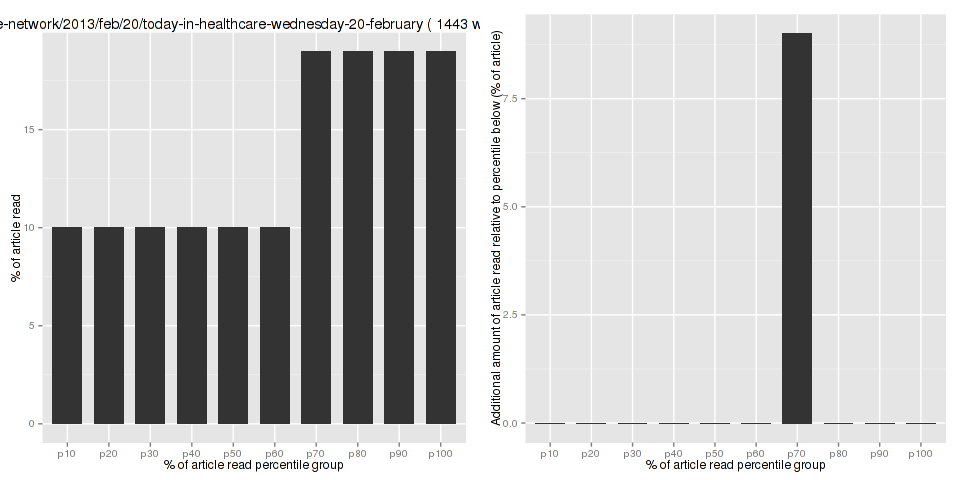 e-network/2013/feb/20/today-in-healthcare-wednesday-20-february ( 1443 w
% of article read
15
10
5
0
p10 p20 p30 p40 p50 p60 p70 p80 p90 p100
% of article read percentile group
Additional amount of article read relative to percentile below (% of article)
7.5
5.0
2.5
0.0
p10 p20 p30 p40 p50 p60 p70 p80 p90 p100
% of article read percentile group